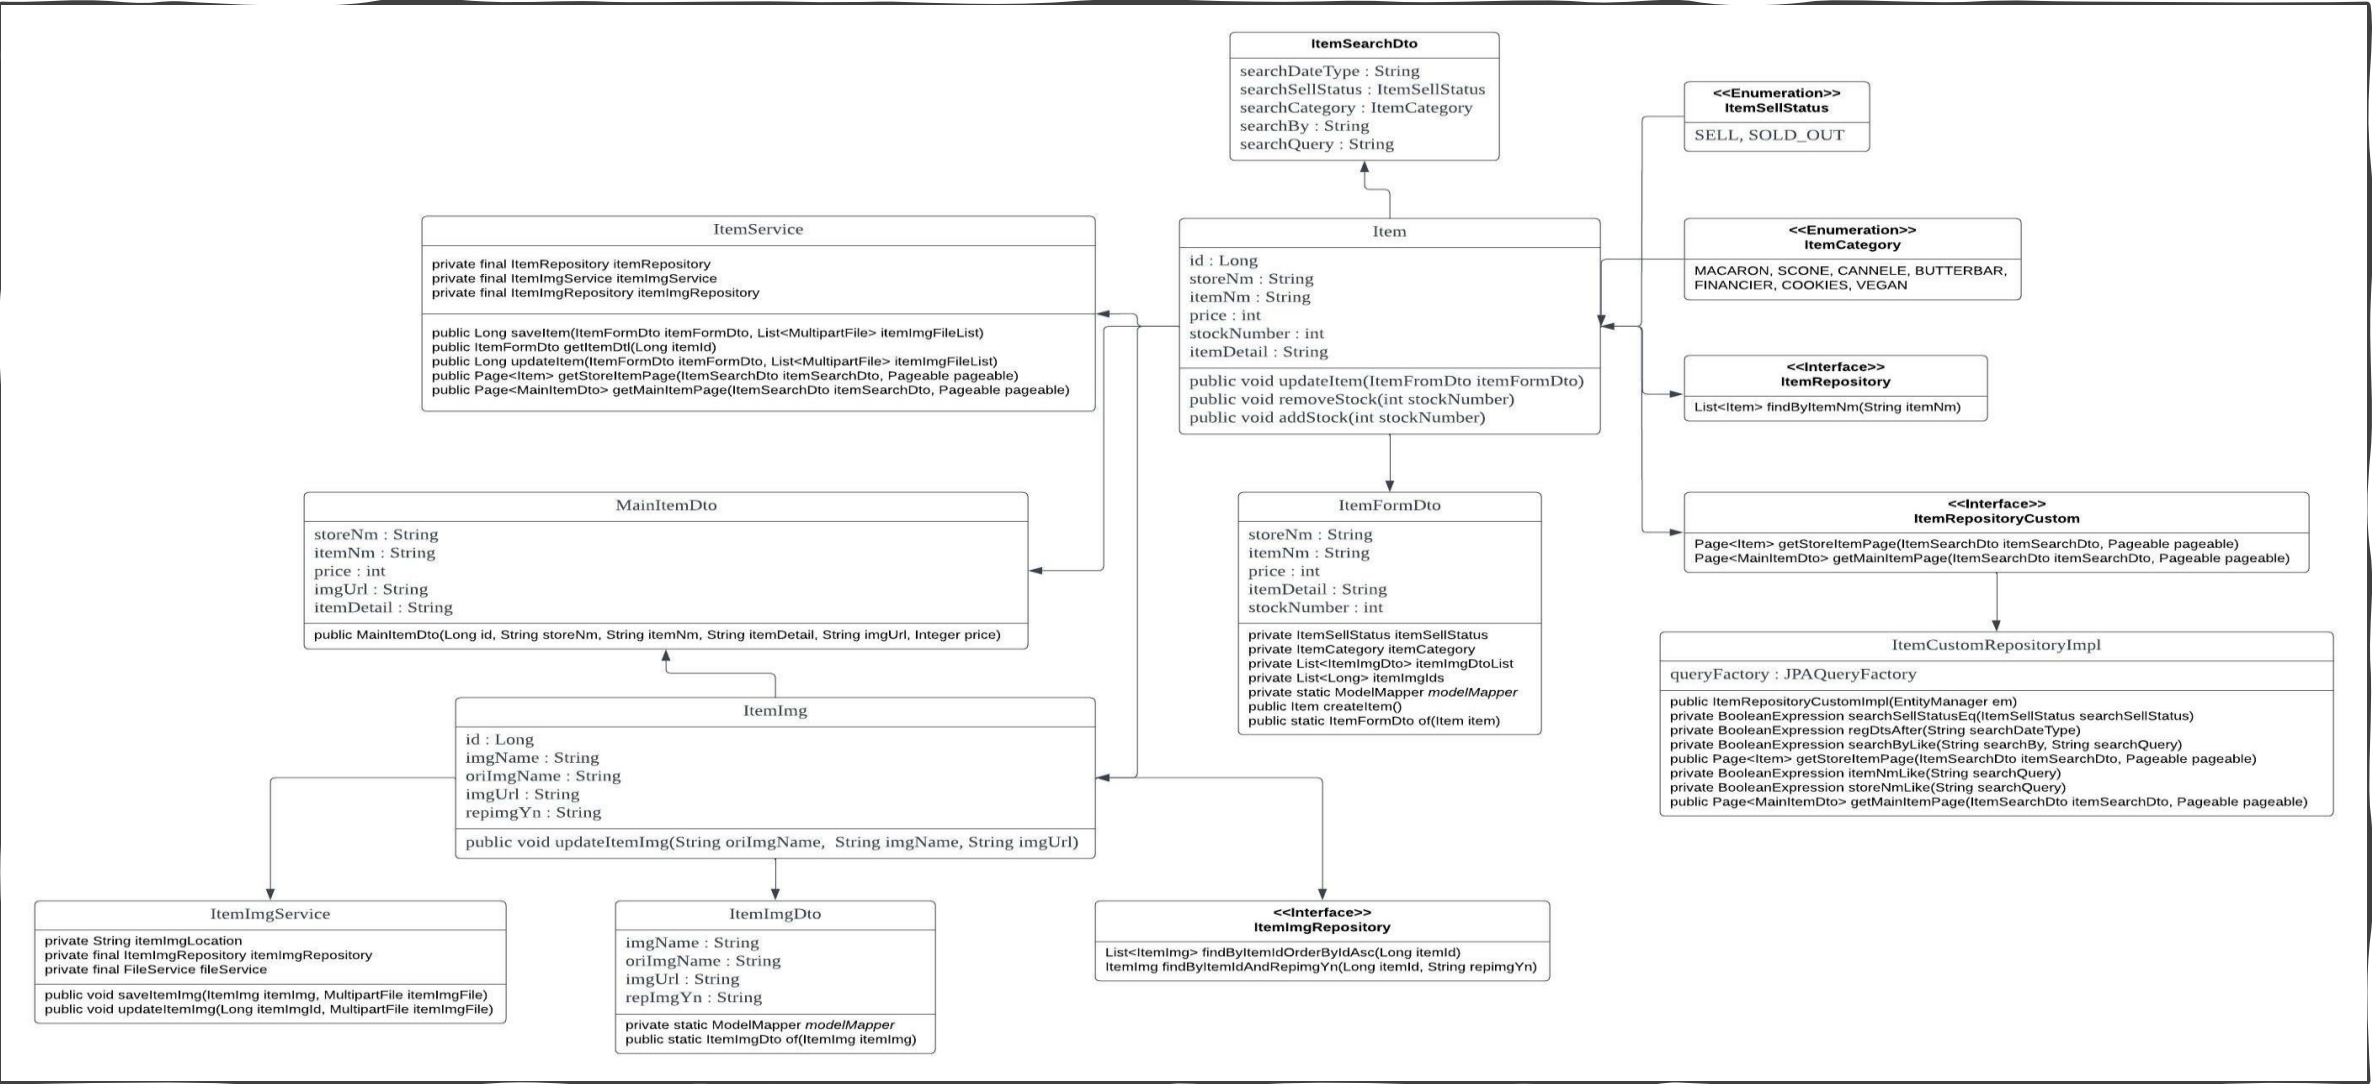 ItemSearchDto
searchDateType : String
searchSellStatus : ItemSellStatus
searchCategory : ItemCategory
searchBy : String
searchQuery : String
<<Enumeration>>
ItemSellStatus
SELL, SOLD_OUT
ItemService
private final ItemRepository itemRepository
private final ItemImgService itemImgService
private final ItemImgRepository itemImgRepository
public Long saveItem(ItemFormDto itemFormDto, List<MultipartFile> itemImgFileList)
public ItemFormDto getItemDtl(Long itemId)
public Long updateItem(ItemFormDto itemFormDto, List<MultipartFile> itemImgFileList)
public Page<Item> getStoreItemPage(ItemSearchDto itemSearchDto, Pageable pageable)
public Page<MainItemDto> getMainItemPage(ItemSearchDto itemSearchDto, Pageable pageable)
Item
id : Long
storeNm : String
itemNm : String
price : int
stockNumber : int
itemDetail : String
public void updateItem(ItemFromDto itemFormDto)
public void removeStock(int stockNumber)
public void addStock(int stockNumber)
<<Enumeration>>
ItemCategory
MACARON, SCONE, CANNELE, BUTTERBAR,
FINANCIER, COOKIES, VEGAN
<<Interface>>
ItemRepository
List<Item> findByItemNm(String itemNm)
MainItemDto
storeNm : String
itemNm : String
price : int
imgUrl : String
itemDetail : String
public MainItemDto(Long id, String storeNm, String itemNm, String itemDetail, String imgUrl, Integer price)
ItemFormDto
storeNm : String
itemNm : String
price : int
itemDetail : String
stockNumber : int
private ItemSellStatus itemSellStatus
private ItemCategory itemCategory
private List<ItemImgDto> itemImgDtoList
private List<Long> itemImgIds
private static ModelMapper modelMapper
public Item createItem()
public static ItemFormDto of(Item item)
<<Interface>>
ItemRepositoryCustom
Page<Item> getStoreItemPage(ItemSearchDto itemSearchDto, Pageable pageable)
Page<MainItemDto> getMainItemPage(ItemSearchDto itemSearchDto, Pageable pageable)
ItemCustomRepositoryImpl
queryFactory : JPAQueryFactory
public ItemRepositoryCustomImpl(EntityManager em)
private BooleanExpression searchSellStatusEq(ItemSellStatus searchSellStatus)
private BooleanExpression regDtsAfter(String searchDateType)
private BooleanExpression searchByLike(String searchBy, String searchQuery)
public Page<Item> getStoreItemPage(ItemSearchDto itemSearchDto, Pageable pageable)
private BooleanExpression itemNmLike(String searchQuery)
private BooleanExpression storeNmLike(String searchQuery)
public Page<MainItemDto> getMainItemPage(ItemSearchDto itemSearchDto, Pageable pageable)
ItemImg
id : Long
imgName : String
oriImgName : String
imgUrl : String
repimgYn : String
public void updateItemImg(String oriImgName, String imgName, String imgUrl)
ItemImgService
private String itemImgLocation
private final ItemImgRepository itemImgRepository
private final FileService fileService
public void saveItemImg(ItemImg itemImg, MultipartFile itemImgFile)
public void updateItemImg(Long itemImgId, MultipartFile itemImgFile)
ItemImgDto
imgName : String
oriImgName : String
imgUrl : String
repImgYn : String
private static ModelMapper modelMapper
public static ItemImgDto of(ItemImg itemImg)
<<Interface>>
ItemImgRepository
List<ItemImg> findByItemIdOrderByIdAsc(Long itemId)
ItemImg findByItemIdAndRepimgYn(Long itemId, String repimgYn)